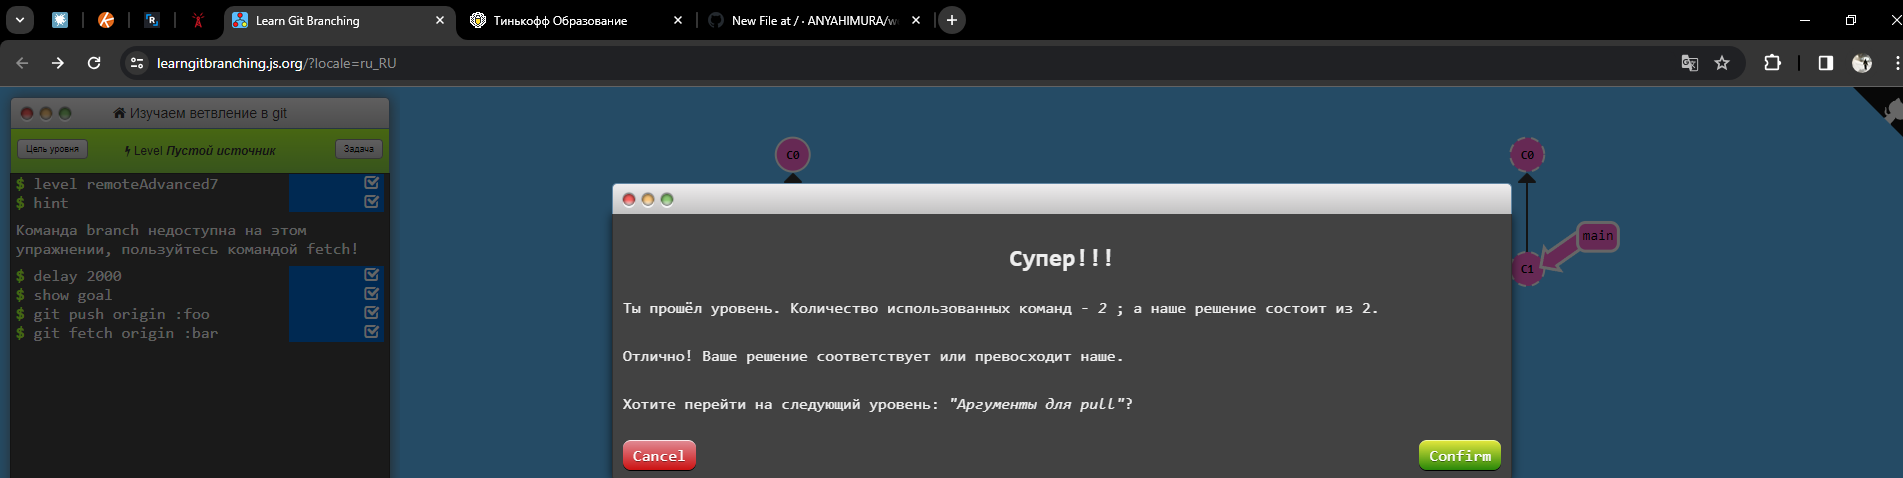 Learn Git Branching
Тинькофф Образование
New File at / · ANYAHIMURA/w
learngitbranching.js.org/?locale=ru_RU
Изучаем ветвление в git
Цель уровня
Level Пустой источник
Задача
$ level remoteAdvanced7
$ hint
Команда branch недоступна на этом
упражнении, пользуйтесь командой fetch!
$ delay 2000
$ show goal
$ git push origin :foo
$ git fetch origin :bar
C0
C0
main
C1
Супер!!!
Ты прошёл уровень. Количество использованных команд - 2 ; а наше решение состоит из 2.
Отлично! Ваше решение соответствует или превосходит наше.
Хотите перейти на следующий уровень: "Аргументы для pull"?
Cancel
Confirm